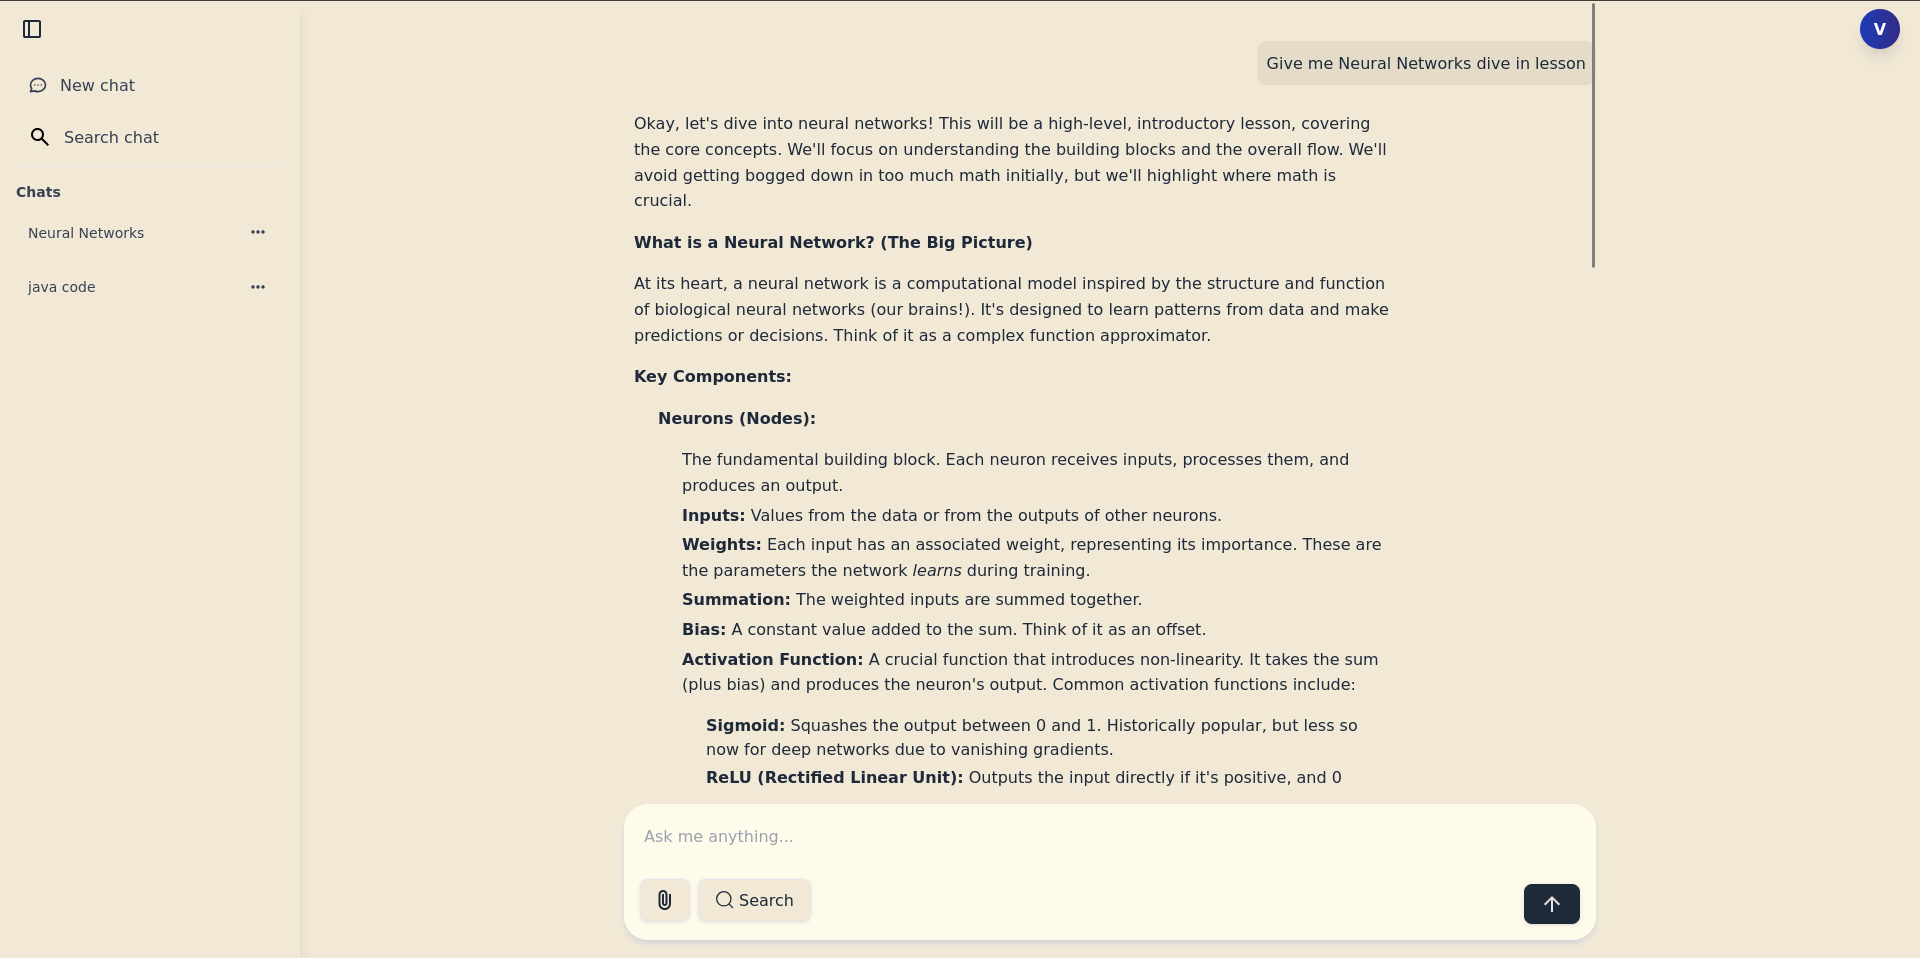 V
New chat
Search chat
Chats
Neural Networks
java code
Give me Neural Networks dive in lesson
Okay, let's dive into neural networks! This will be a high-level, introductory lesson, covering
the core concepts. We'll focus on understanding the building blocks and the overall flow. We'll
avoid getting bogged down in too much math initially, but we'll highlight where math is
crucial.
What is a Neural Network? (The Big Picture)
At its heart, a neural network is a computational model inspired by the structure and function
of biological neural networks (our brains!). It's designed to learn patterns from data and make
predictions or decisions. Think of it as a complex function approximator.
Key Components:
Neurons (Nodes):
The fundamental building block. Each neuron receives inputs, processes them, and
produces an output.
Inputs: Values from the data or from the outputs of other neurons.
Weights: Each input has an associated weight, representing its importance. These are
the parameters the network learns during training.
Summation: The weighted inputs are summed together.
Bias: A constant value added to the sum. Think of it as an offset.
Activation Function: A crucial function that introduces non-linearity. It takes the sum
(plus bias) and produces the neuron's output. Common activation functions include:
Sigmoid: Squashes the output between 0 and 1. Historically popular, but less so
now for deep networks due to vanishing gradients.
ReLU (Rectified Linear Unit): Outputs the input directly if it's positive, and 0
Ask me anything...
Search